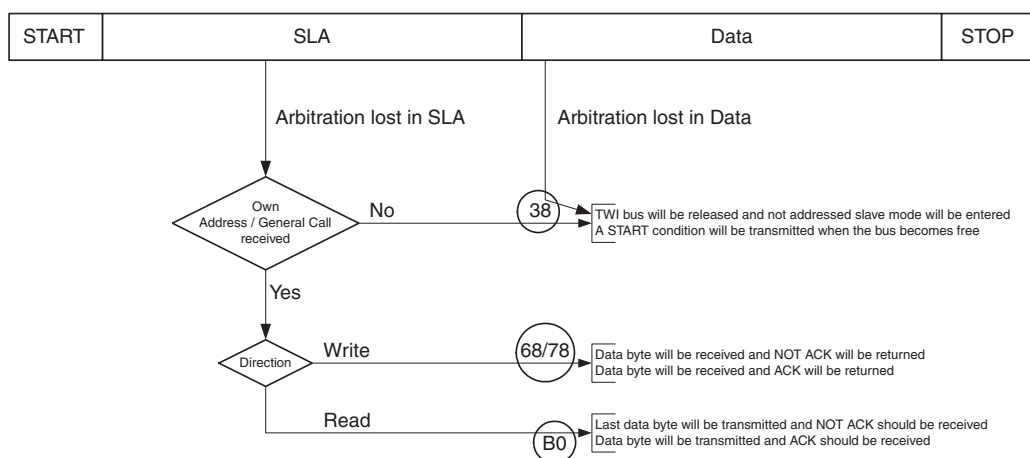 START SLA Data STOP
Arbitration lost in SLA Arbitration lost in Data
Own
Address / General Call
received
No
38
TWI bus will be released and not addressed slave mode will be entered
A START condition will be transmitted when the bus becomes free
Yes
Direction
Write
68/78
Data byte will be received and NOT ACK will be returned
Data byte will be received and ACK will be returned
Read
B0
Last data byte will be transmitted and NOT ACK should be received
Data byte will be transmitted and ACK should be received